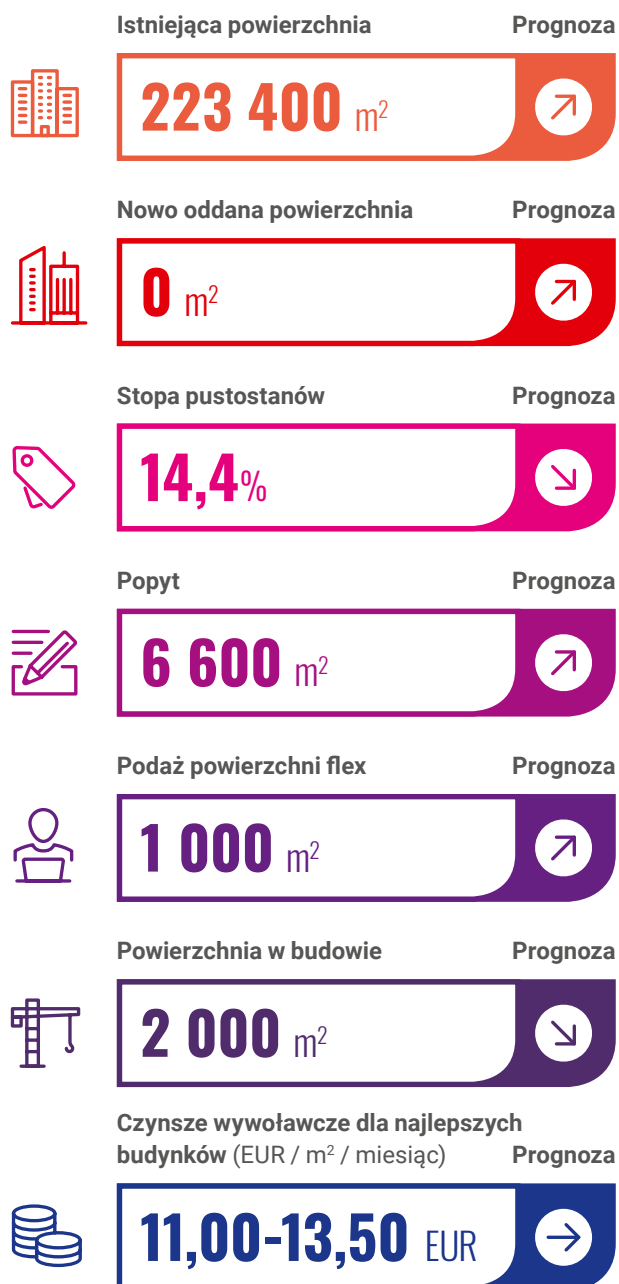 Istniejąca powierzchnia Prognoza
223 400 m²
Nowo oddana powierzchnia Prognoza
0 m²
Stopa pustostanów Prognoza
14,4%
Popyt Prognoza
6 600 m²
Podaż powierzchni flex Prognoza
1 000 m²
Powierzchnia w budowie Prognoza
2 000 m²
Czynsze wywoławcze dla najlepszych
budynków (EUR / m² / miesiąc) Prognoza
11,00-13,50 EUR